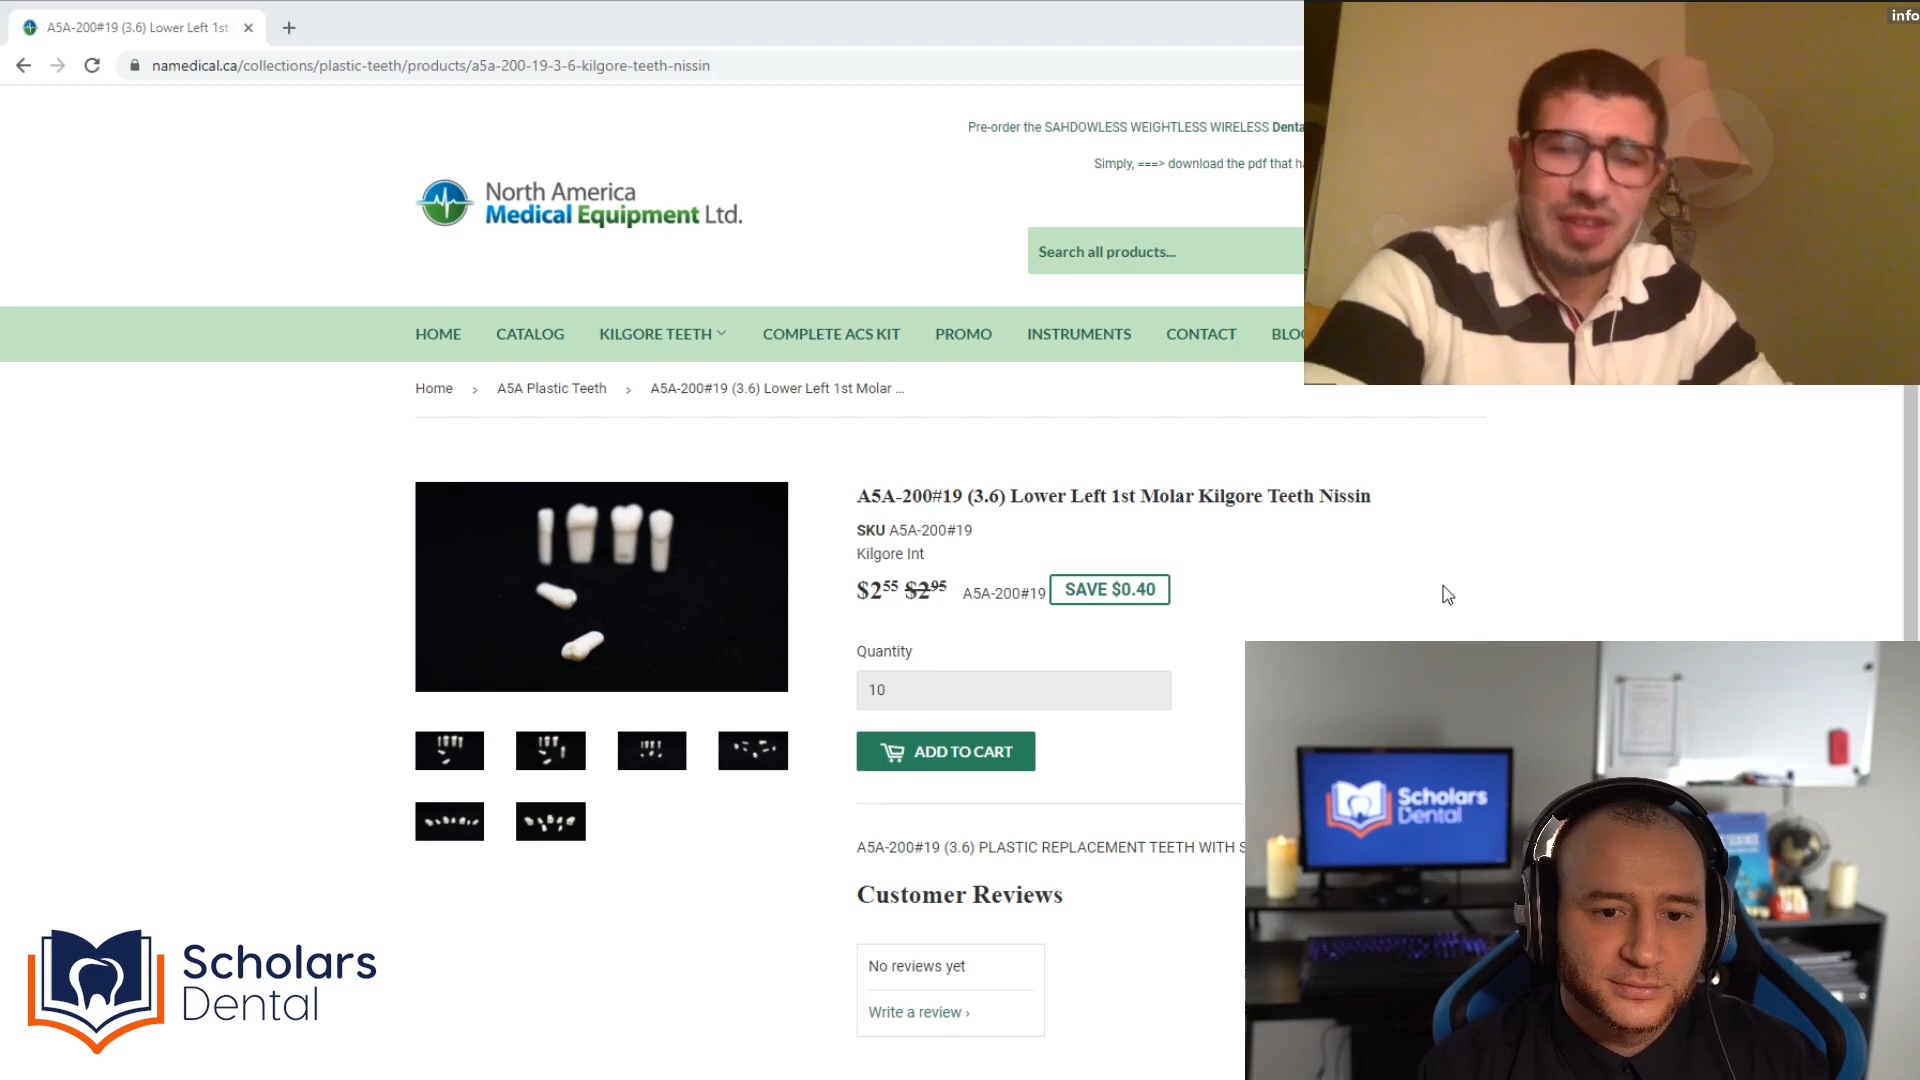 A5A-200#19 (3.6) Lower Left 1st
namedical.ca/collections/plastic-teeth/products/a5a-200-19-3-6-kilgore-teeth-nissin
info
Pre-order the SAHDOWLESS WEIGHTLESS WIRELESS Denta
Simply, ===> download the pdf that ha
North America
Medical Equipment Ltd.
Search all products...
HOME CATALOG KILGORE TEETH COMPLETE ACS KIT PROMO INSTRUMENTS CONTACT BLOG
Home › A5A Plastic Teeth › A5A-200#19 (3.6) Lower Left 1st Molar ...
A5A-200#19 (3.6) Lower Left 1st Molar Kilgore Teeth Nissin
SKU A5A-200#19
Kilgore Int
$255 $295 A5A-200#19 SAVE $0.40
Quantity
10
ADD TO CART
A5A-200#19 (3.6) PLASTIC REPLACEMENT TEETH WITH S
Customer Reviews
No reviews yet
Write a review ›
Scholars
Dental
Scholars
Dental